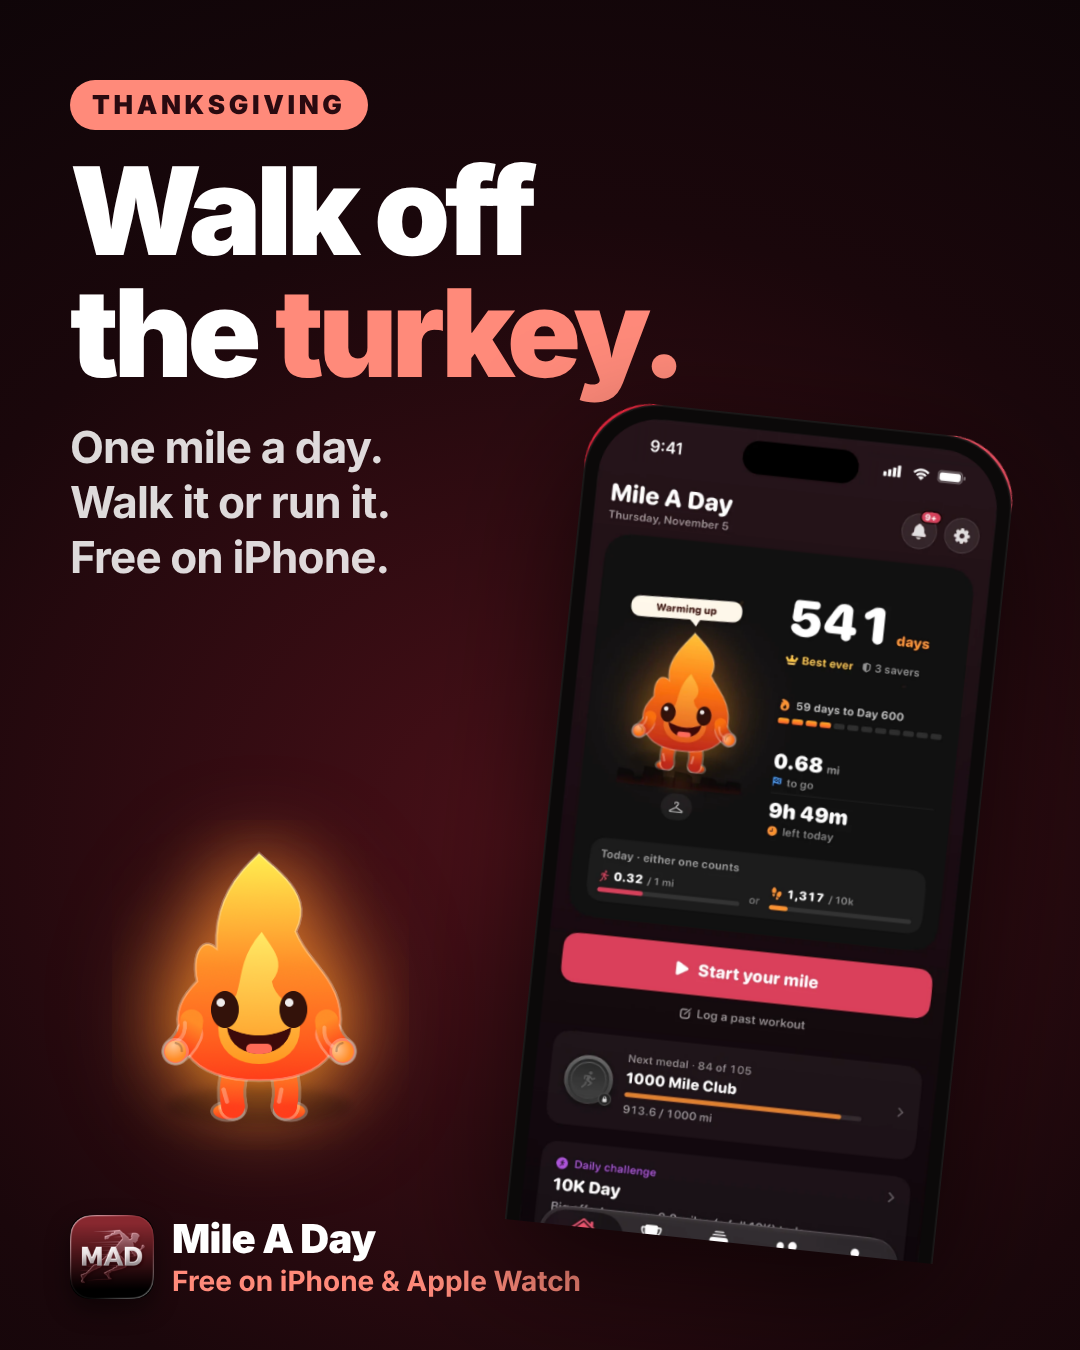 THANKSGIVING
Walk off
the turkey.
One mile a day.
Walk it or run it.
Free on iPhone.
9:41
Mile A Day
Thursday, November 5
9+
Warming up
541 days
Best ever 3 savers
59 days to Day 600
0.68 mi
to go
9h 49m
left today
Today · either one counts
0.32 / 1 mi or 1,317 / 10k
Start your mile
Log a past workout
Next medal · 84 of 105
1000 Mile Club
913.6 / 1000 mi
Daily challenge
10K Day
MAD
Mile A Day
Free on iPhone & Apple Watch